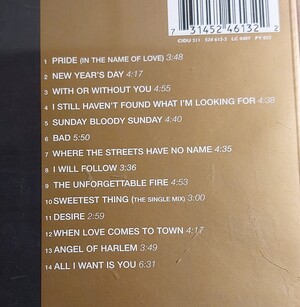 7 31452 46132 2
CIDU 211 524 613-2 LC 0407 PY 892
1 PRIDE (IN THE NAME OF LOVE) 3:48
2 NEW YEAR'S DAY 4:17
3 WITH OR WITHOUT YOU 4:55
4 I STILL HAVEN'T FOUND WHAT I'M LOOKING FOR 4:38
5 SUNDAY BLOODY SUNDAY 4:40
6 BAD 5:50
7 WHERE THE STREETS HAVE NO NAME 4:35
8 I WILL FOLLOW 3:36
9 THE UNFORGETTABLE FIRE 4:53
10 SWEETEST THING (THE SINGLE MIX) 3:00
11 DESIRE 2:59
12 WHEN LOVE COMES TO TOWN 4:17
13 ANGEL OF HARLEM 3:49
14 ALL I WANT IS YOU 6:31